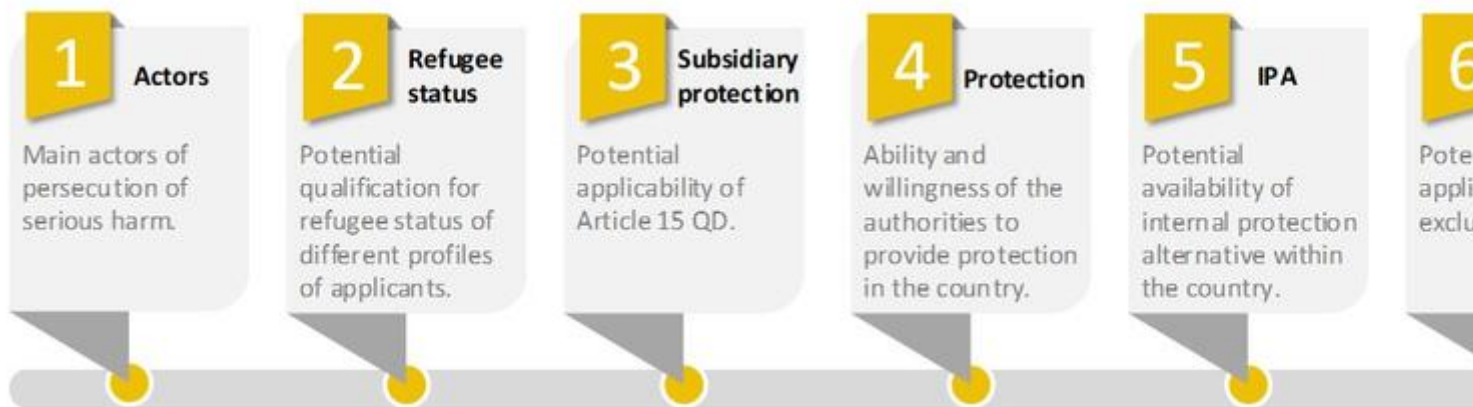 1
Actors
Main actors of
persecution of
serious harm.
2
Refugee
status
Potential
qualification for
refugee status of
different profiles
of applicants.
3
Subsidiary
protection
Potential
applicability of
Article 15 QD.
4
Protection
Ability and
willingness of the
authorities to
provide protection
in the country.
5
IPA
Potential
availability of
internal protection
alternative within
the country.
6
Pote
appli
exclu